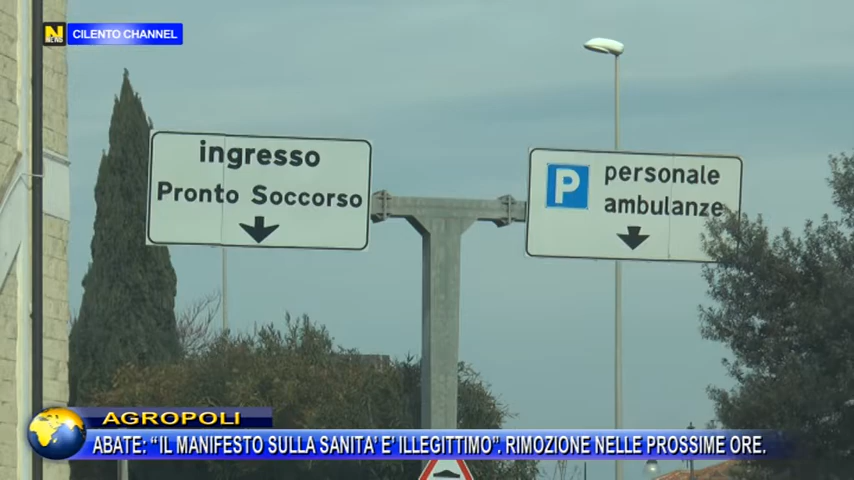 N
CILENTO CHANNEL
ingresso
Pronto Soccorso
P
personale
ambulanze
AGROPOLI
ABATE: “IL MANIFESTO SULLA SANITA’ E’ ILLEGITTIMO”. RIMOZIONE NELLE PROSSIME ORE.